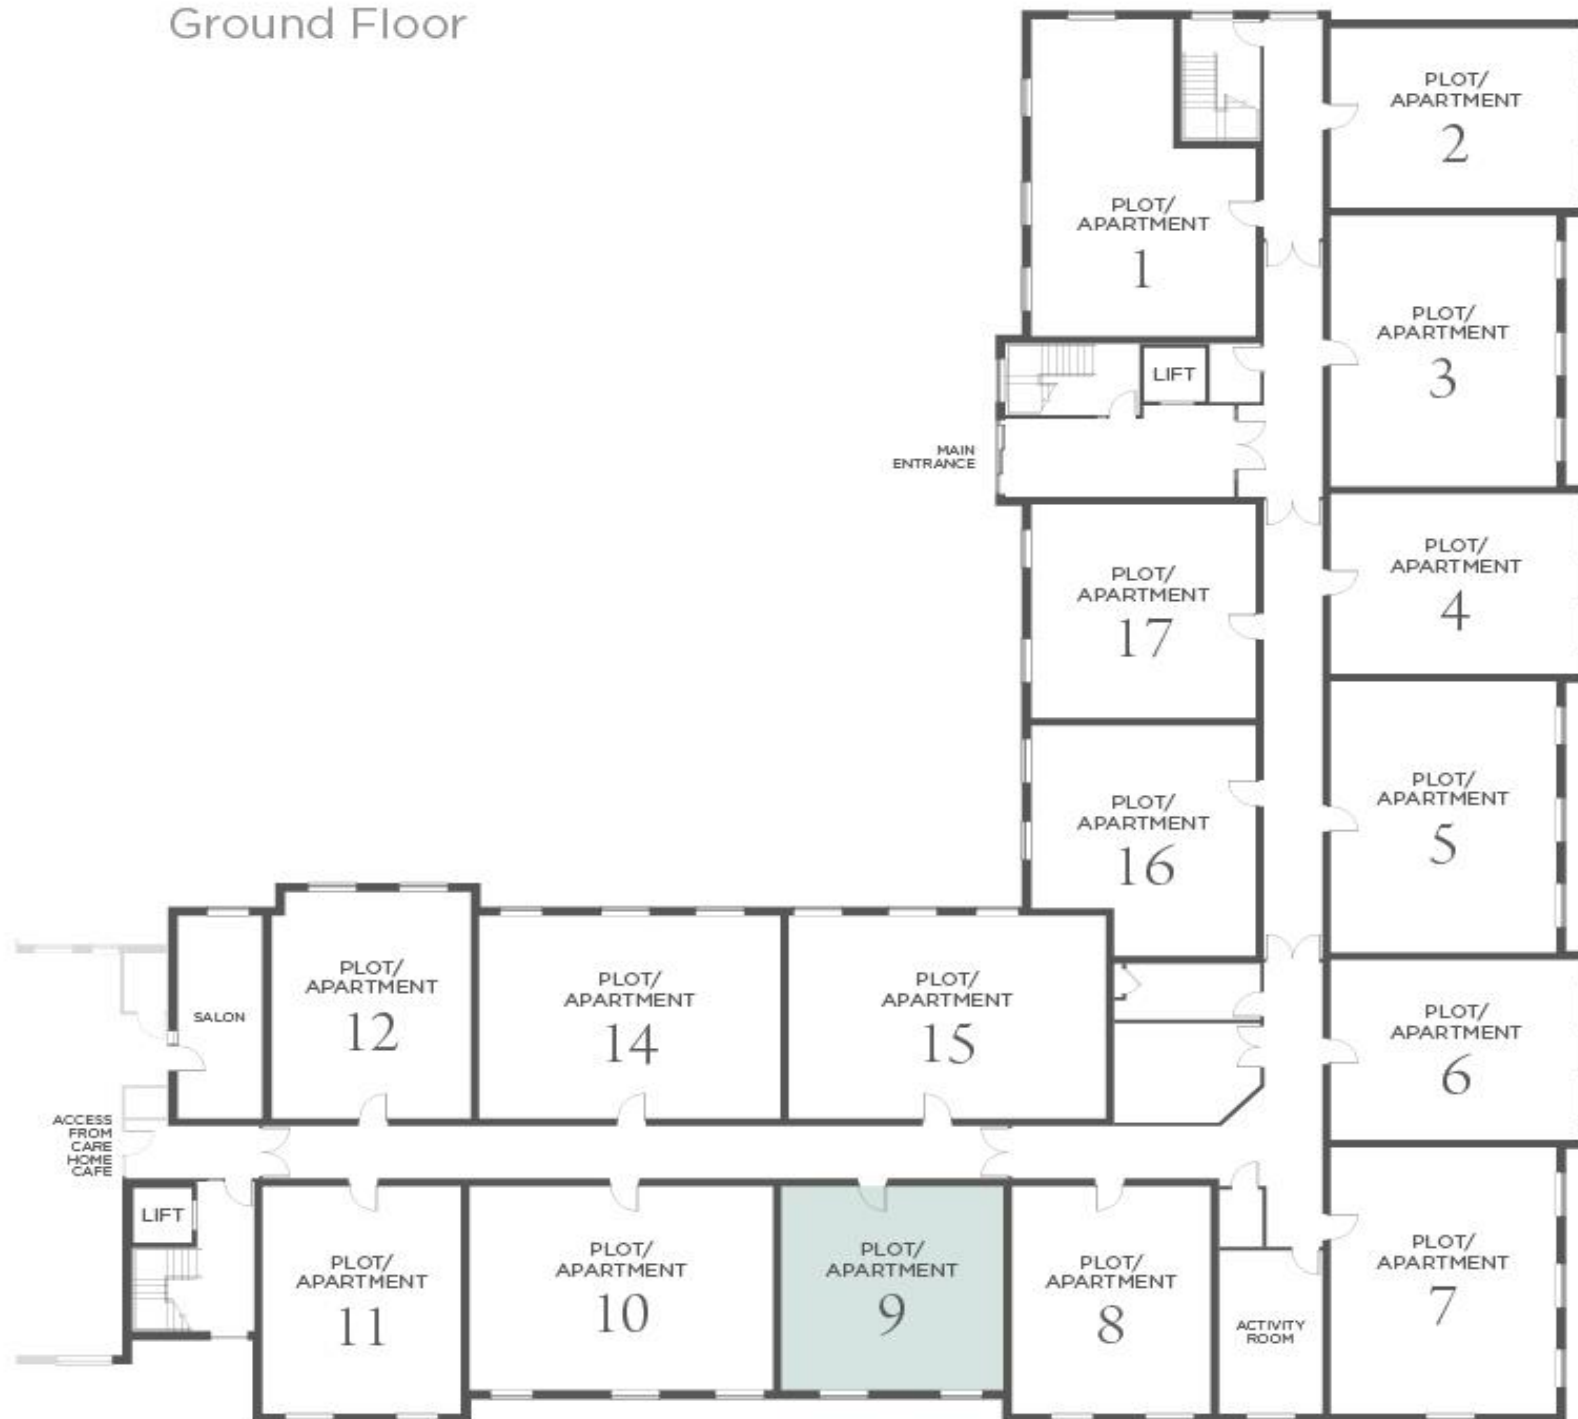 Ground Floor
PLOT/
APARTMENT
2
PLOT/
APARTMENT
1
PLOT/
APARTMENT
3
LIFT
MAIN
ENTRANCE
PLOT/
APARTMENT
4
PLOT/
APARTMENT
17
PLOT/
APARTMENT
5
PLOT/
APARTMENT
16
PLOT/
APARTMENT
12
PLOT/
APARTMENT
14
PLOT/
APARTMENT
15
SALON
PLOT/
APARTMENT
6
ACCESS
FROM
CARE
HOME
CAFE
LIFT
PLOT/
APARTMENT
11
PLOT/
APARTMENT
10
PLOT/
APARTMENT
9
PLOT/
APARTMENT
8
ACTIVITY
ROOM
PLOT/
APARTMENT
7